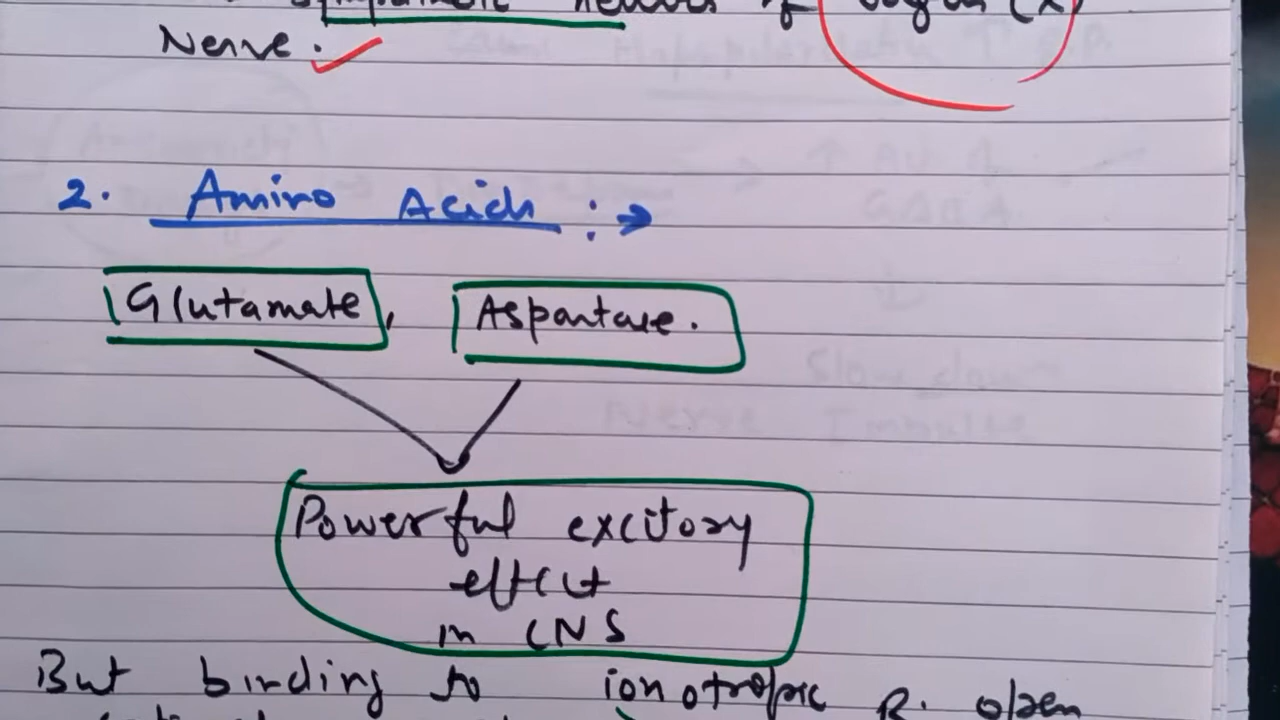 Nerve.
2. Amino Acids :→
Glutamate, Aspartate.
Powerful excitory
effect
in CNS
But binding to ionotropic R. open